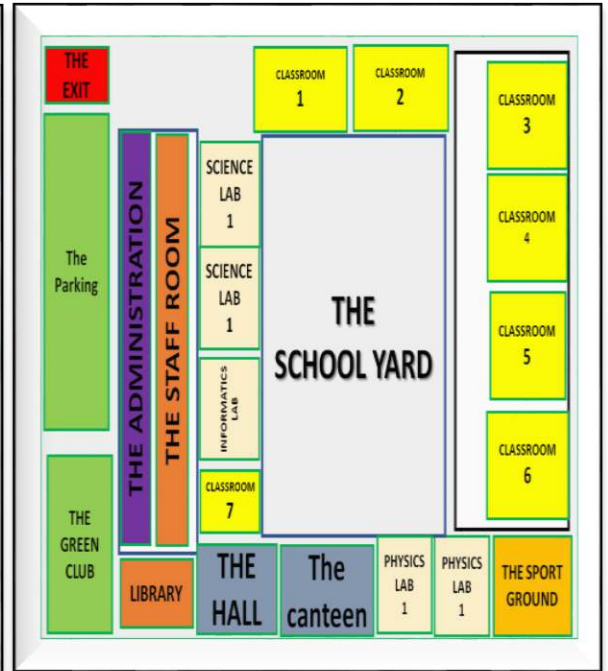 THE
EXIT
CLASSROOM
1
CLASSROOM
2
CLASSROOM
3
The
Parking
THE ADMINISTRATION
THE STAFF ROOM
SCIENCE
LAB
1
SCIENCE
LAB
1
INFORMATICS
LAB
CLASSROOM
7
THE
SCHOOL YARD
CLASSROOM
4
CLASSROOM
5
CLASSROOM
6
THE
GREEN
CLUB
LIBRARY
THE
HALL
The
canteen
PHYSICS
LAB
1
PHYSICS
LAB
1
THE SPORT
GROUND